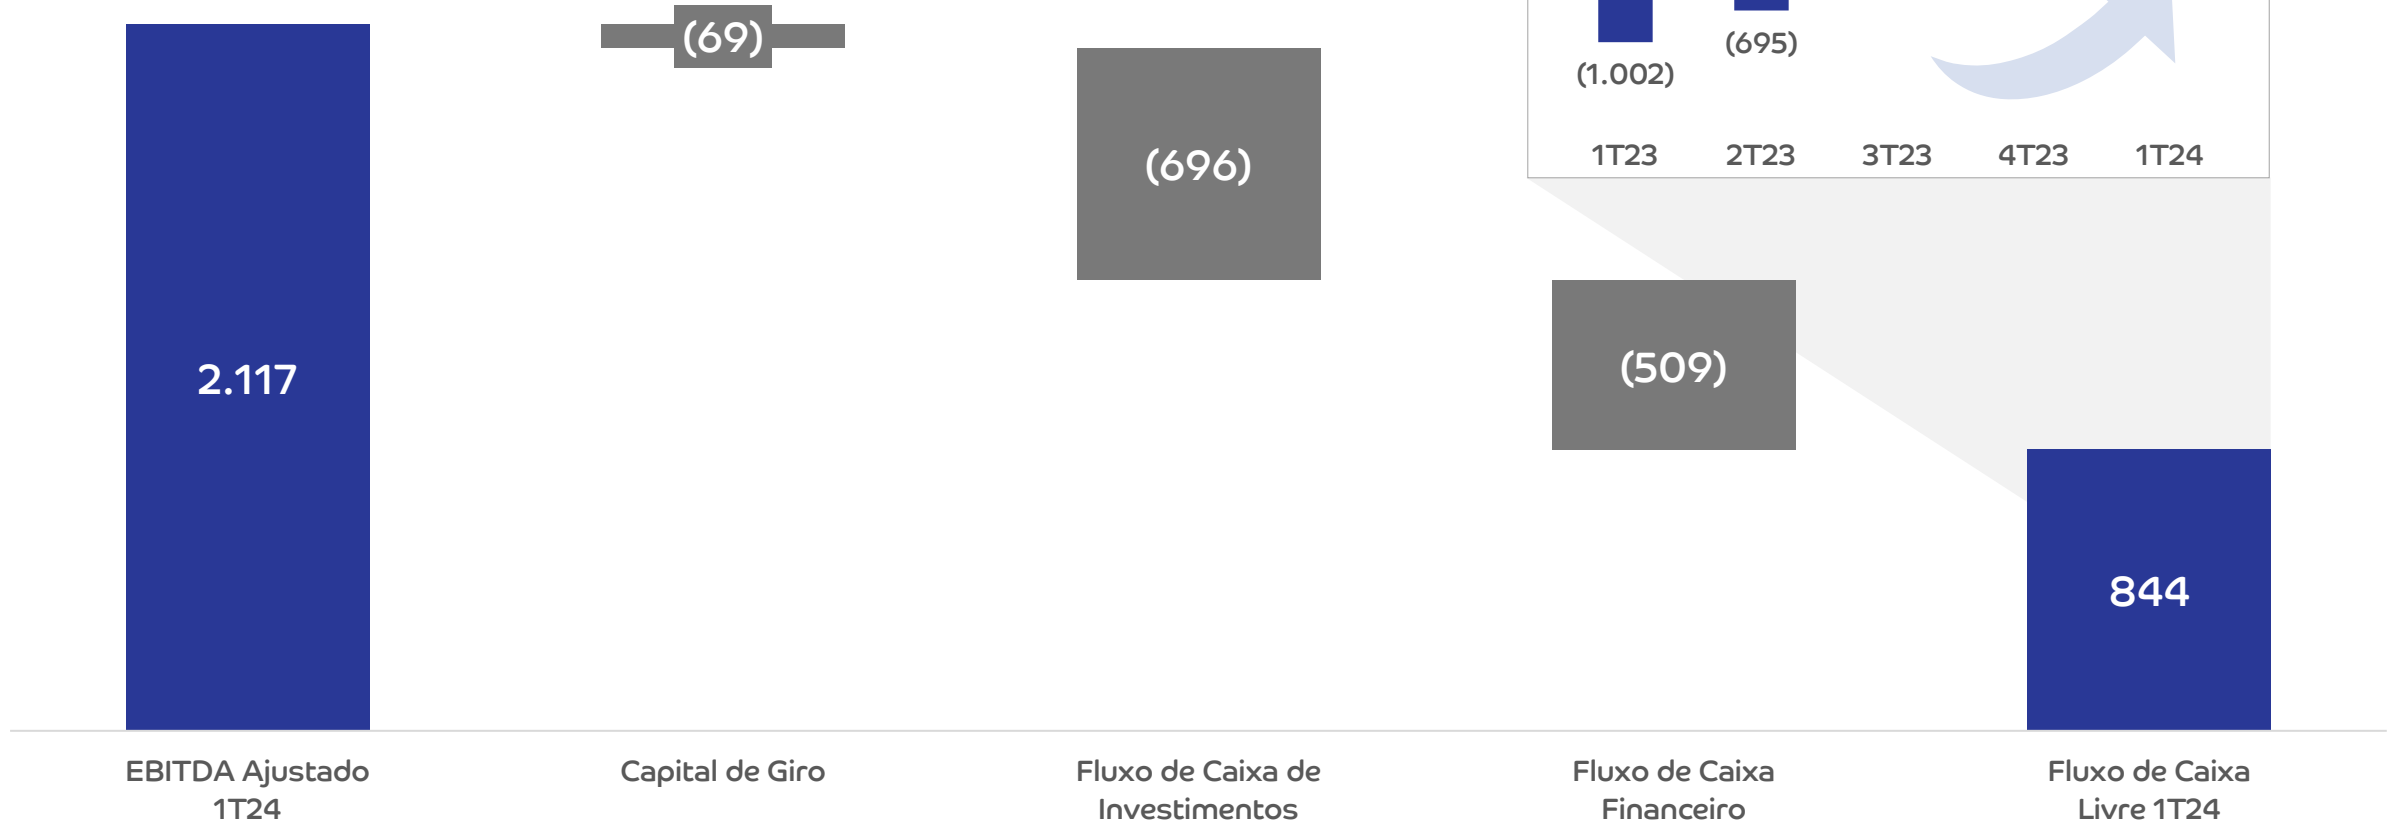 (69)
(696)
(695)
(1.002)
1T23 2T23 3T23 4T23 1T24
2.117
(509)
844
EBITDA Ajustado
1T24
Capital de Giro
Fluxo de Caixa de
Investimentos
Fluxo de Caixa
Financeiro
Fluxo de Caixa
Livre 1T24